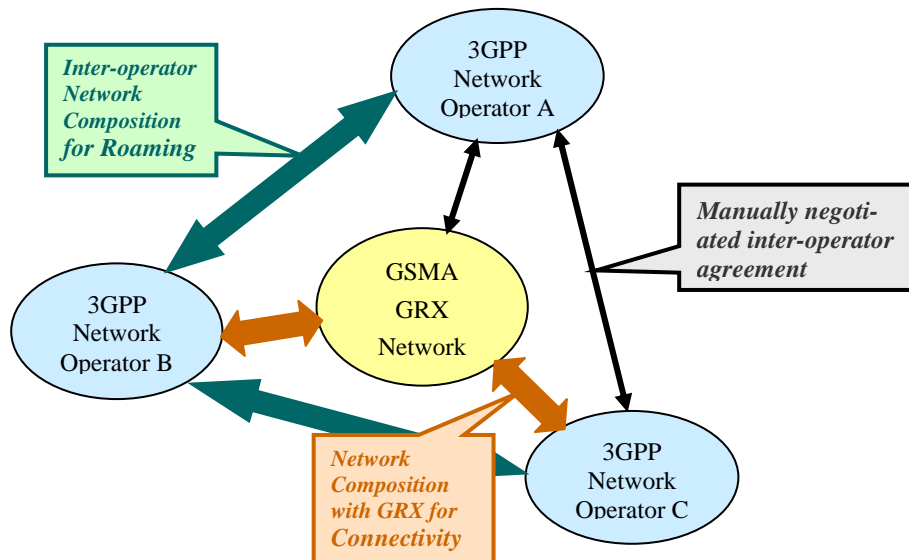 3GPP
Network
Operator A
Inter-operator
Network
Composition
for Roaming
Manually negoti-
ated inter-operator
agreement
GSMA
GRX
Network
3GPP
Network
Operator B
Network
Composition
with GRX for
Connectivity
3GPP
Network
Operator C